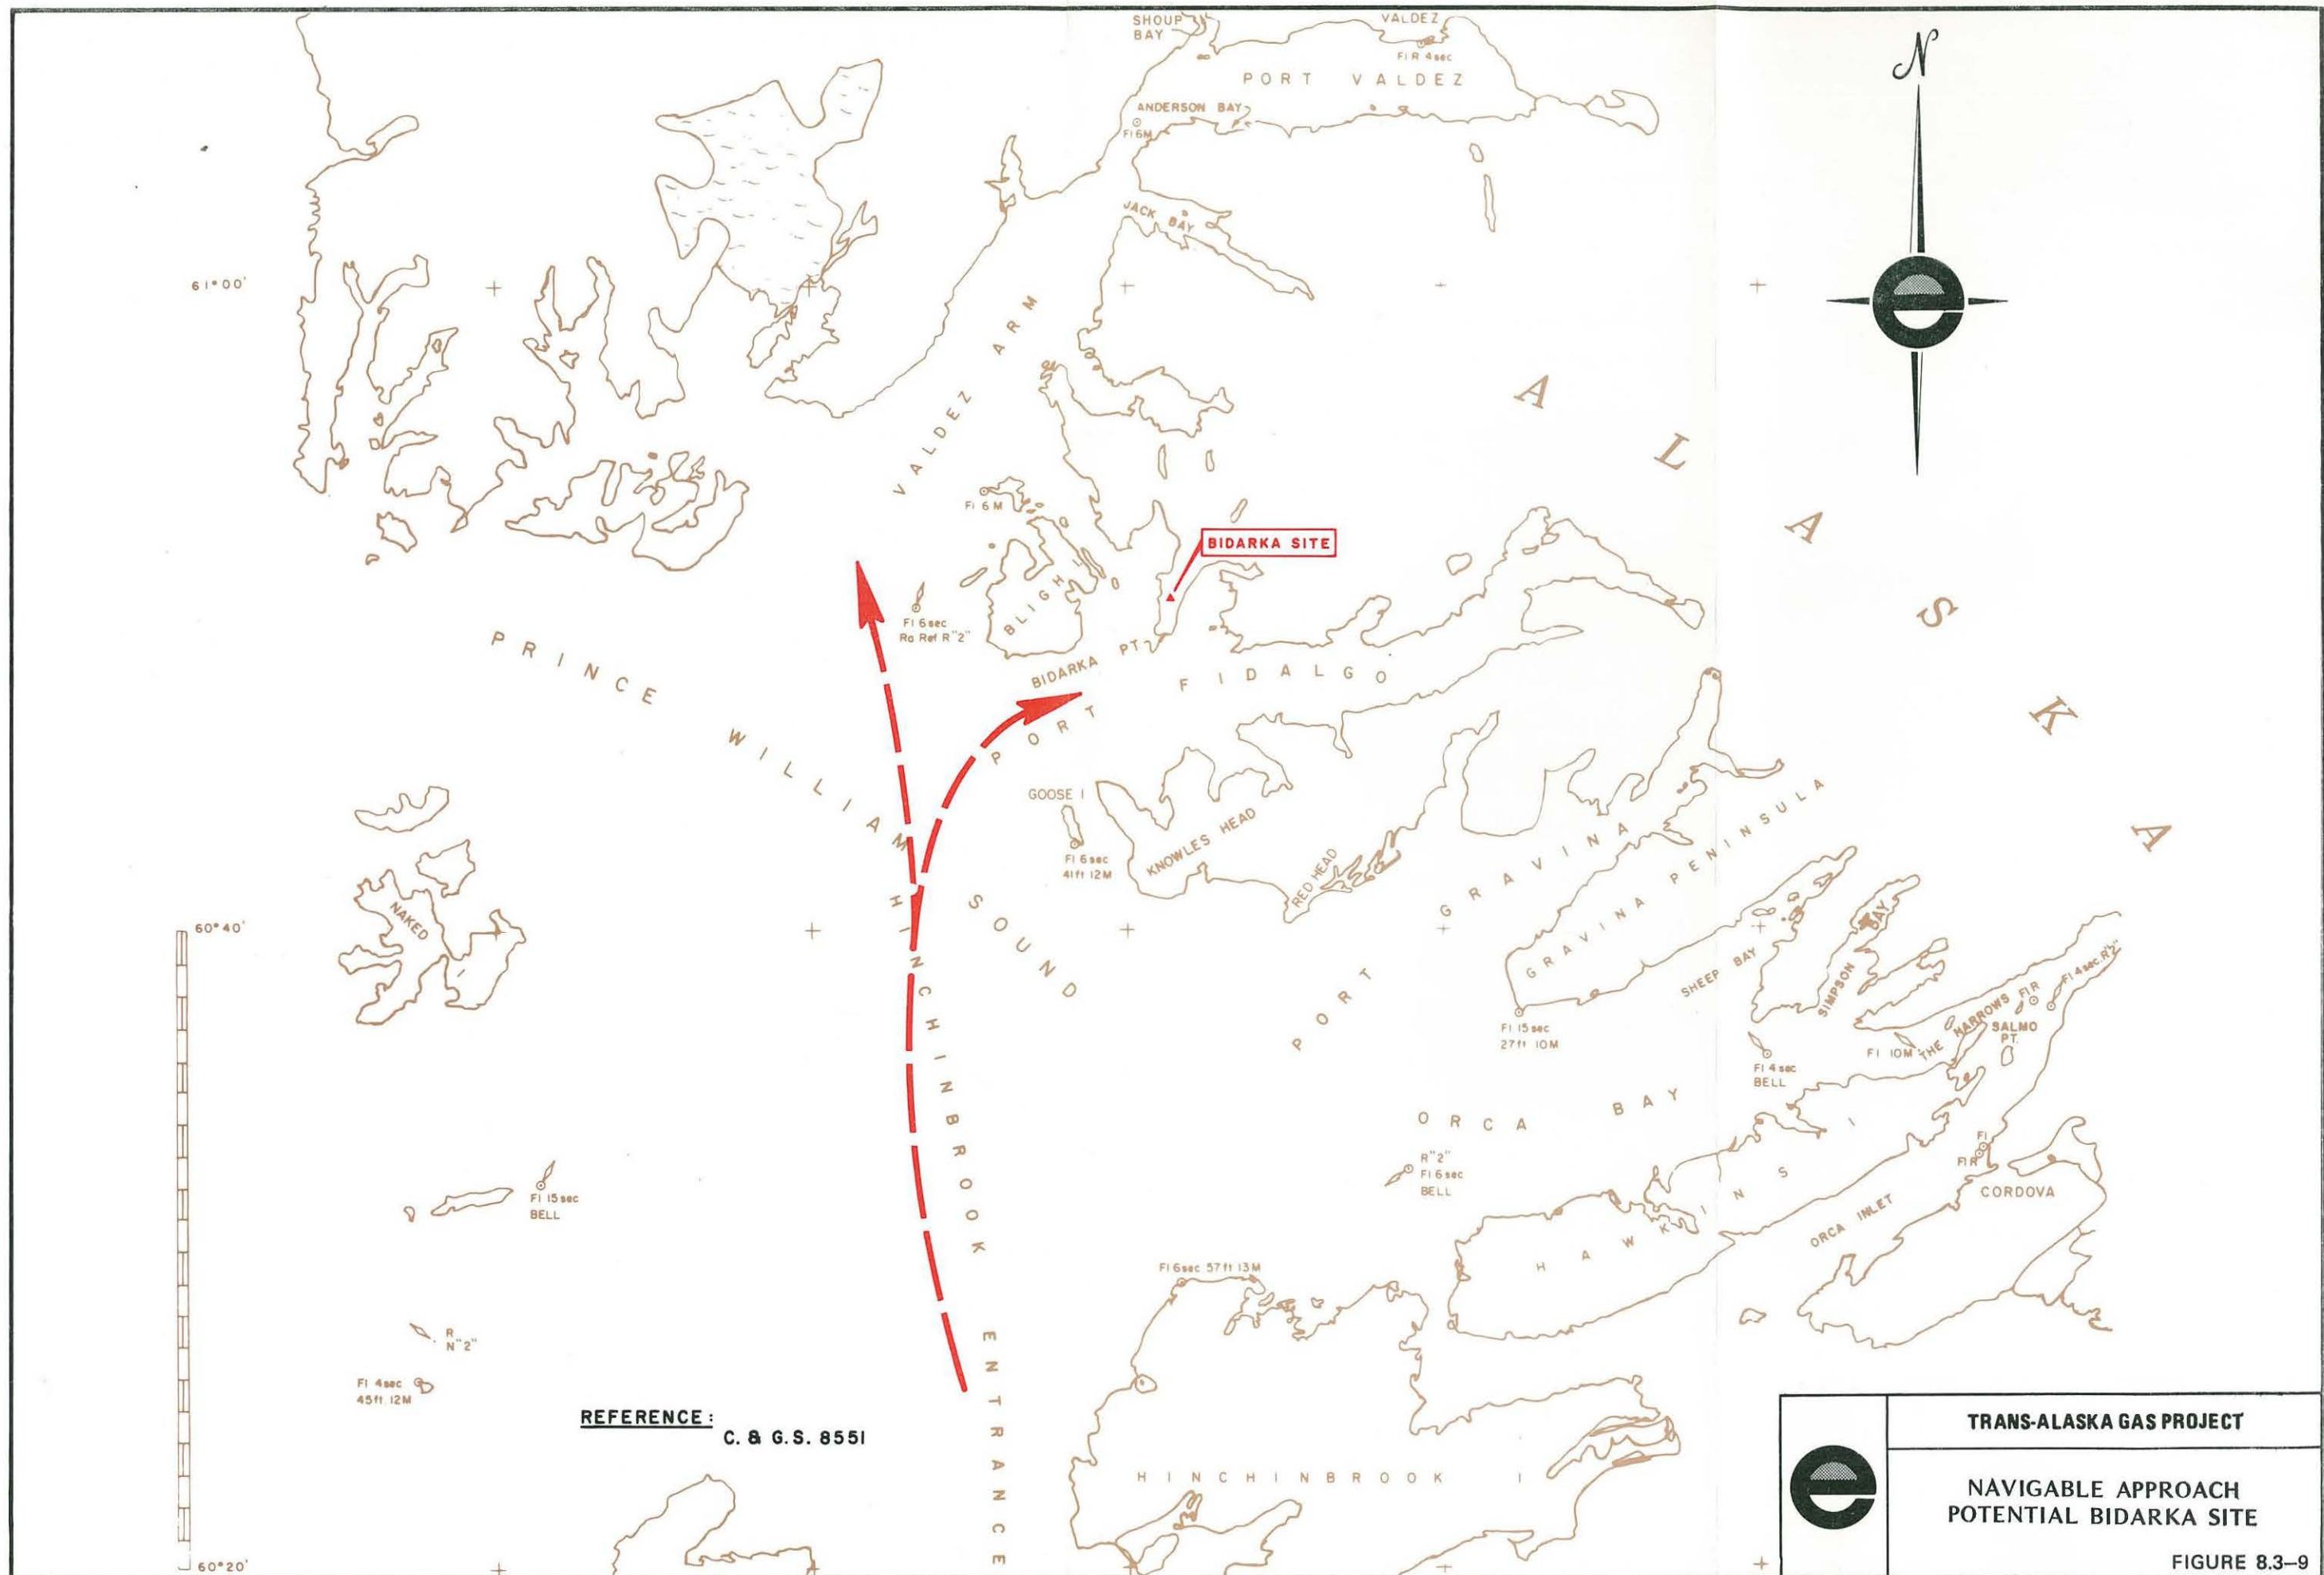 SHOUP
BAY
VALDEZ
Fl R 4sec
PORT VALDEZ
ANDERSON BAY
Fl 6M
N
JACK BAY
61°00'
VALDEZ ARM
ALASKA
Fl 6M
BIDARKA SITE
BLIGH I
Fl 6sec
Ra Ref R "2"
PRINCE WILLIAM SOUND
BIDARKA PT
PORT FIDALGO
GOOSE I
Fl 6sec
41ft 12M
KNOWLES HEAD
RED HEAD
PORT GRAVINA
GRAVINA PENINSULA
NAKED
60°40'
HINCHINBROOK ENTRANCE
SHEEP BAY
SIMPSON BAY
Fl 15sec
27ft 10M
Fl 4sec
BELL
Fl 10M
THE NARROWS
Fl R
Fl 4sec R"2"
SALMO
PT.
ORCA BAY
R"2"
Fl 6sec
BELL
Fl
Fl R
CORDOVA
ORCA INLET
HAWKINS I
Fl 15sec
BELL
Fl 6sec 57ft 13M
R
N"2"
Fl 4sec
45ft 12M
REFERENCE:
C. & G.S. 8551
HINCHINBROOK I
60°20'
TRANS-ALASKA GAS PROJECT
NAVIGABLE APPROACH
POTENTIAL BIDARKA SITE
FIGURE 8.3-9